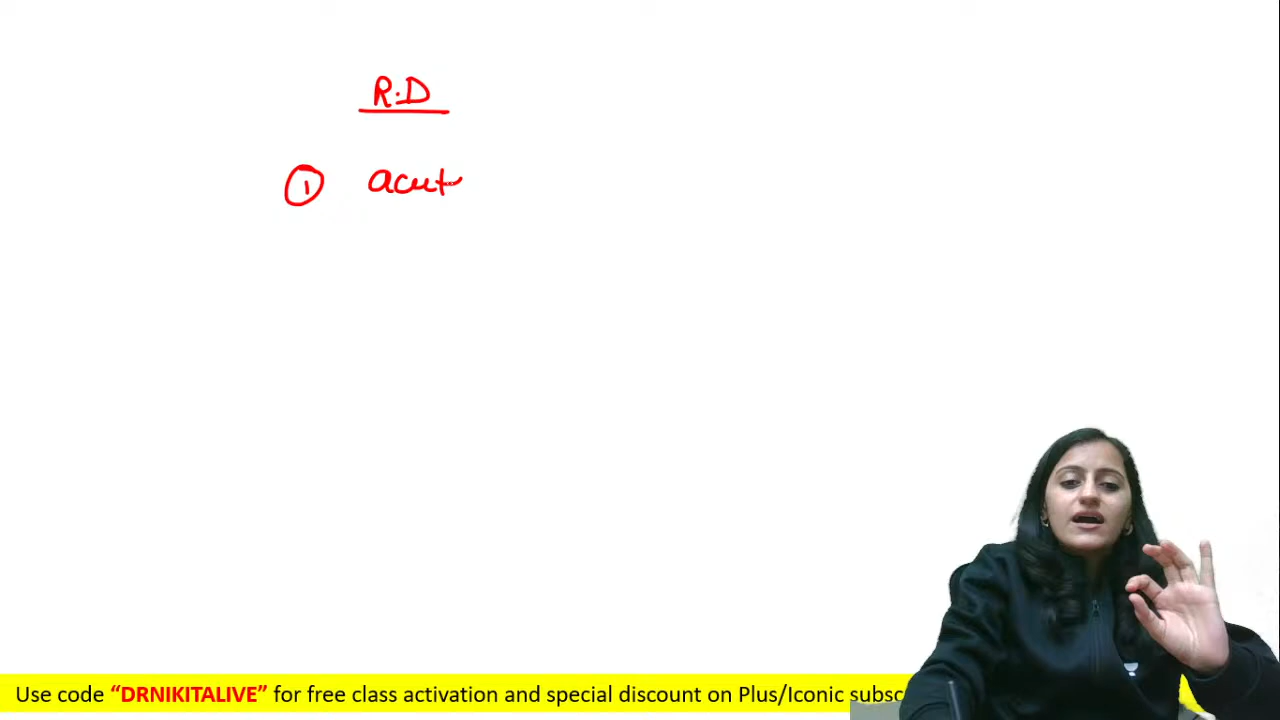 R.D
① acut
Use code “DRNIKITALIVE” for free class activation and special discount on Plus/Iconic subsc